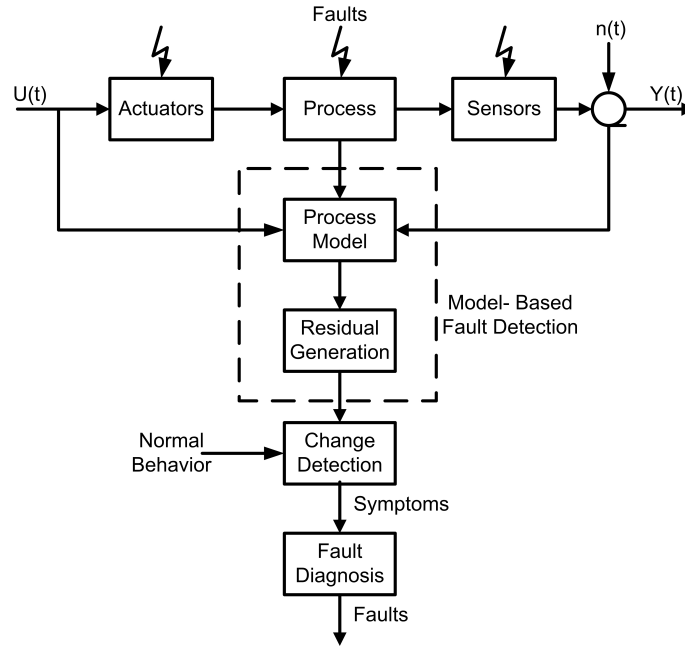 Faults
n(t)
U(t)
Actuators
Process
Sensors
Y(t)
Process
Model
Model- Based
Fault Detection
Residual
Generation
Normal
Behavior
Change
Detection
Symptoms
Fault
Diagnosis
Faults